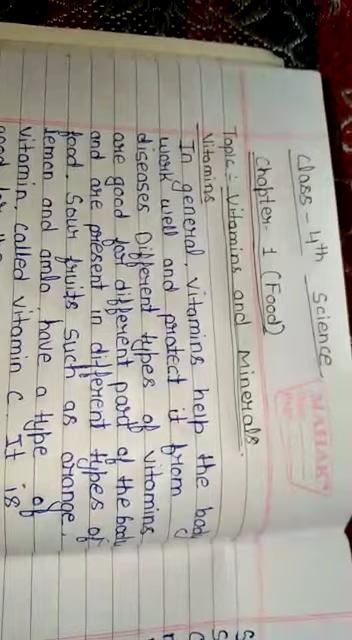 Class - 4th Science
Chapter - 1 (Food)
Topic :- Vitamins and Minerals.
Vitamins
In general, vitamins help the body
work well and protect it from
diseases Different types of vitamins
are good for different part of the body
and are present in different types of
food. Sour fruits such as orange,
lemon and amla have a type of
vitamin. called vitamin C. It is
good for the